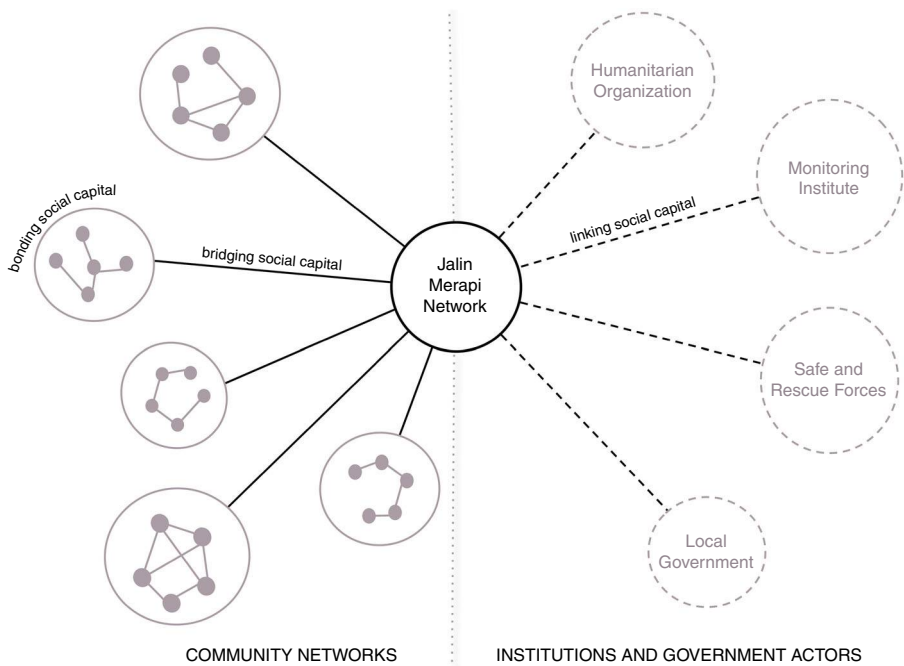 bonding social capital
bridging social capital
Jalin
Merapi
Network
linking social capital
Humanitarian
Organization
Monitoring
Institute
Safe and
Rescue Forces
Local
Government
COMMUNITY NETWORKS
INSTITUTIONS AND GOVERNMENT ACTORS